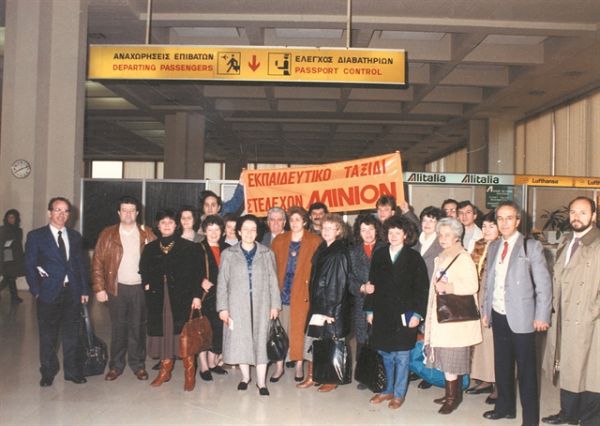 ΑΝΑΧΩΡΗΣΕΙΣ ΕΠΙΒΑΤΩΝ
DEPARTING PASSENGERS
ΕΛΕΓΧΟΣ ΔΙΑΒΑΤΗΡΙΩΝ
PASSPORT CONTROL
ΕΚΠΑΙΔΕΥΤΙΚΟ ΤΑΞΙΔΙ
ΣΤΕΛΕΧΩΝ ΜΙΝΙΟΝ
Alitalia
Alitalia
Lufthansa